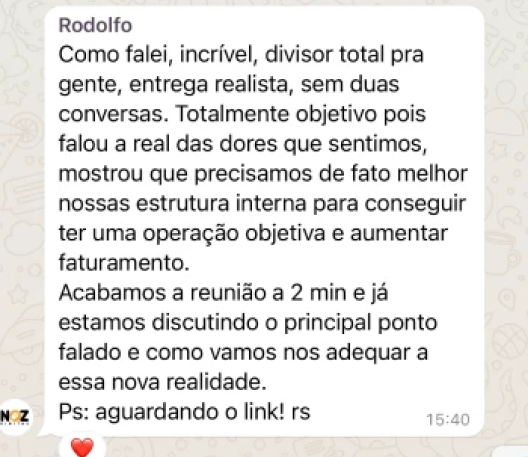 Rodolfo
Como falei, incrível, divisor total pra
gente, entrega realista, sem duas
conversas. Totalmente objetivo pois
falou a real das dores que sentimos,
mostrou que precisamos de fato melhor
nossas estrutura interna para conseguir
ter uma operação objetiva e aumentar
faturamento.
Acabamos a reunião a 2 min e já
estamos discutindo o principal ponto
falado e como vamos nos adequar a
essa nova realidade.
Ps: aguardando o link! rs
15:40
NOZ